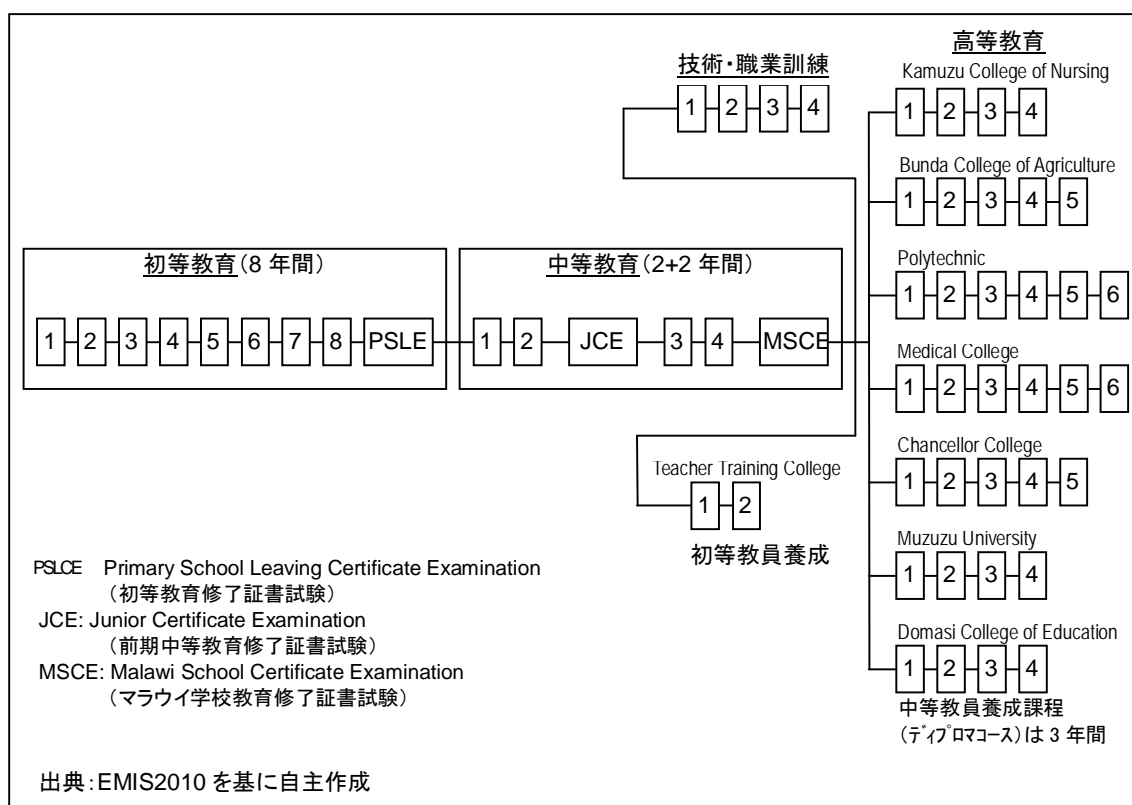 高等教育
技術・職業訓練
Kamuzu College of Nursing
1 2 3 4
1 2 3 4
Bunda College of Agriculture
1 2 3 4 5
Polytechnic
1 2 3 4 5 6
初等教育(8 年間)
中等教育(2+2 年間)
1 2 3 4 5 6 7 8 PSLE
1 2 JCE 3 4 MSCE
Medical College
1 2 3 4 5 6
Chancellor College
1 2 3 4 5
Teacher Training College
1 2
初等教員養成
Muzuzu University
1 2 3 4
Domasi College of Education
1 2 3 4
中等教員養成課程
(ディプロマコース)は 3 年間
PSLCE Primary School Leaving Certificate Examination
(初等教育修了証書試験)
JCE: Junior Certificate Examination
(前期中等教育修了証書試験)
MSCE: Malawi School Certificate Examination
(マラウイ学校教育修了証書試験)
出典:EMIS2010 を基に自主作成